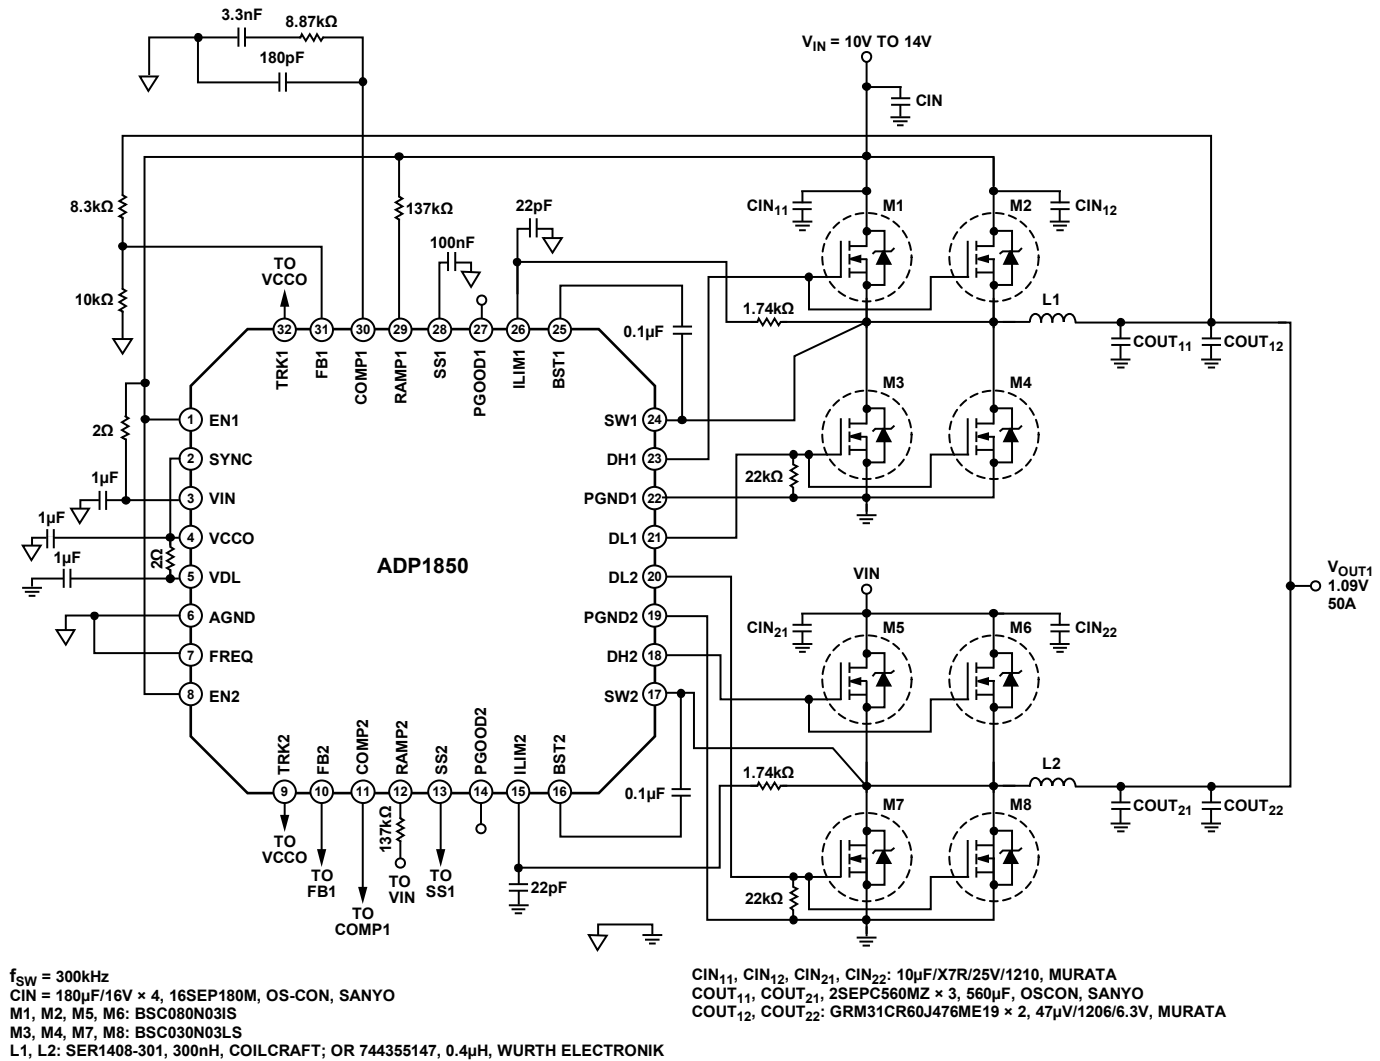 3.3nF
8.87kΩ
180pF
VIN = 10V TO 14V
CIN
8.3kΩ
137kΩ
22pF
100nF
CIN11
M1
M2
CIN12
TO
VCCO
10kΩ
1.74kΩ
L1
0.1µF
COUT11
COUT12
32
31
30
29
28
27
26
25
TRK1
FB1
COMP1
RAMP1
SS1
PGOOD1
ILIM1
BST1
M3
M4
2Ω
1 EN1
2 SYNC
3 VIN
4 VCCO
5 VDL
6 AGND
7 FREQ
8 EN2
1µF
1µF
1µF
2Ω
ADP1850
SW1 24
DH1 23
PGND1 22
DL1 21
DL2 20
PGND2 19
DH2 18
SW2 17
22kΩ
VIN
VOUT1
1.09V
50A
CIN21
M5
M6
CIN22
TRK2
FB2
COMP2
RAMP2
SS2
PGOOD2
ILIM2
BST2
9
10
11
12
13
14
15
16
1.74kΩ
L2
0.1µF
COUT21
COUT22
M7
M8
137kΩ
TO
VCCO
TO
FB1
TO
COMP1
TO
VIN
TO
SS1
22pF
22kΩ
fSW = 300kHz
CIN = 180µF/16V × 4, 16SEP180M, OS-CON, SANYO
M1, M2, M5, M6: BSC080N03lS
M3, M4, M7, M8: BSC030N03LS
L1, L2: SER1408-301, 300nH, COILCRAFT; OR 744355147, 0.4µH, WURTH ELECTRONIK
CIN11, CIN12, CIN21, CIN22: 10µF/X7R/25V/1210, MURATA
COUT11, COUT21, 2SEPC560MZ × 3, 560µF, OSCON, SANYO
COUT12, COUT22: GRM31CR60J476ME19 × 2, 47µV/1206/6.3V, MURATA